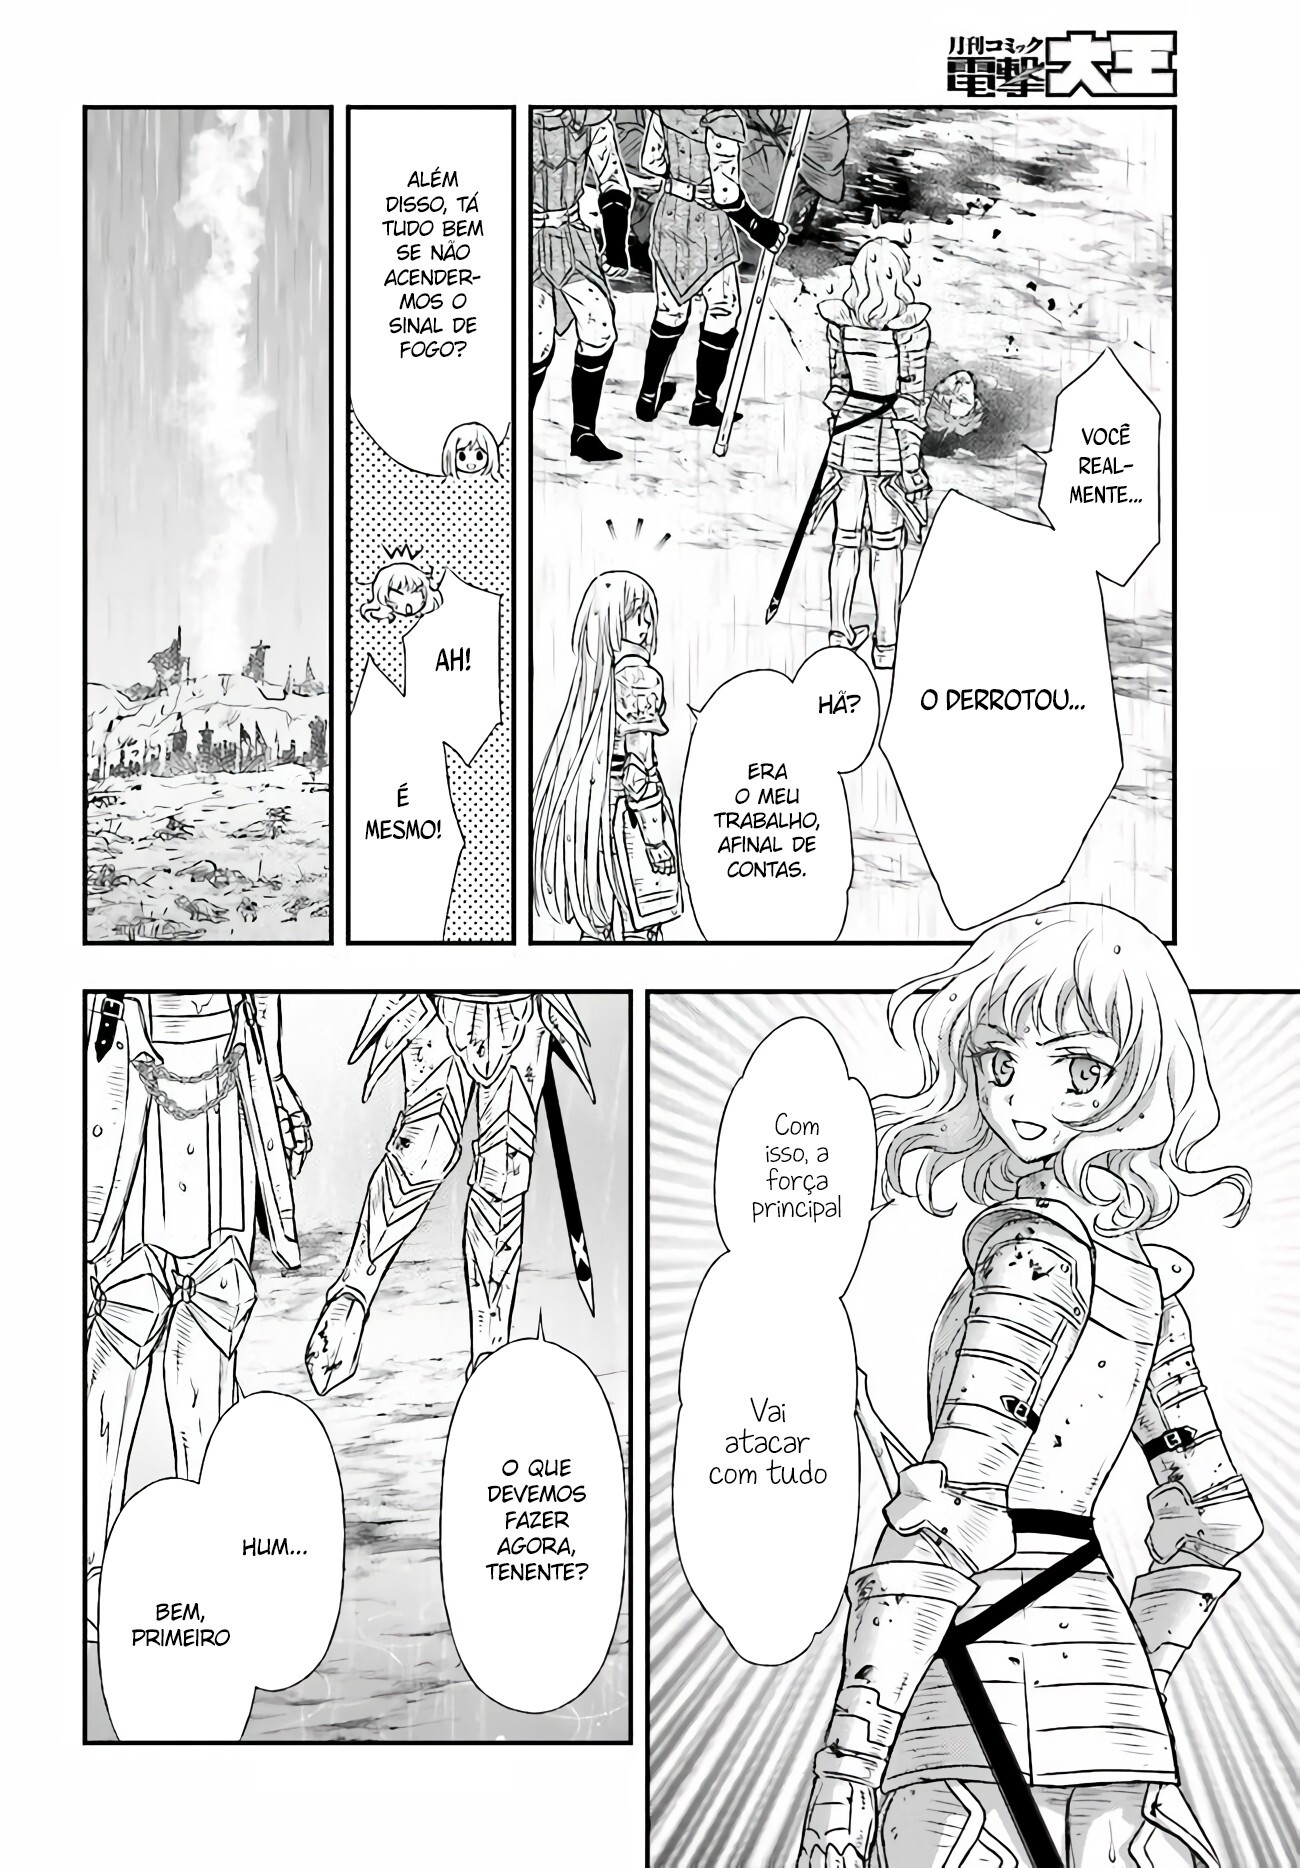 月刊コミック
電撃大王
VOCÊ
REAL-
MENTE...
O DERROTOU...
HÃ?
ERA
O MEU
TRABALHO,
AFINAL DE
CONTAS.
ALÉM
DISSO, TÁ
TUDO BEM
SE NÃO
ACENDER-
MOS O
SINAL DE
FOGO?
AH!
É
MESMO!
Com
isso, a
força
principal
Vai
atacar
com tudo
O QUE
DEVEMOS
FAZER
AGORA,
TENENTE?
HUM...
BEM,
PRIMEIRO